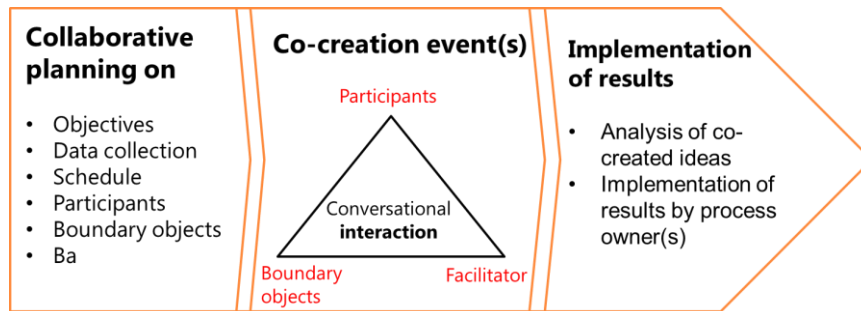 Collaborative
planning on
• Objectives
• Data collection
• Schedule
• Participants
• Boundary objects
• Ba
Co-creation event(s)
Participants
Conversational
interaction
Boundary
objects
Facilitator
Implementation
of results
• Analysis of co-
created ideas
• Implementation of
results by process
owner(s)